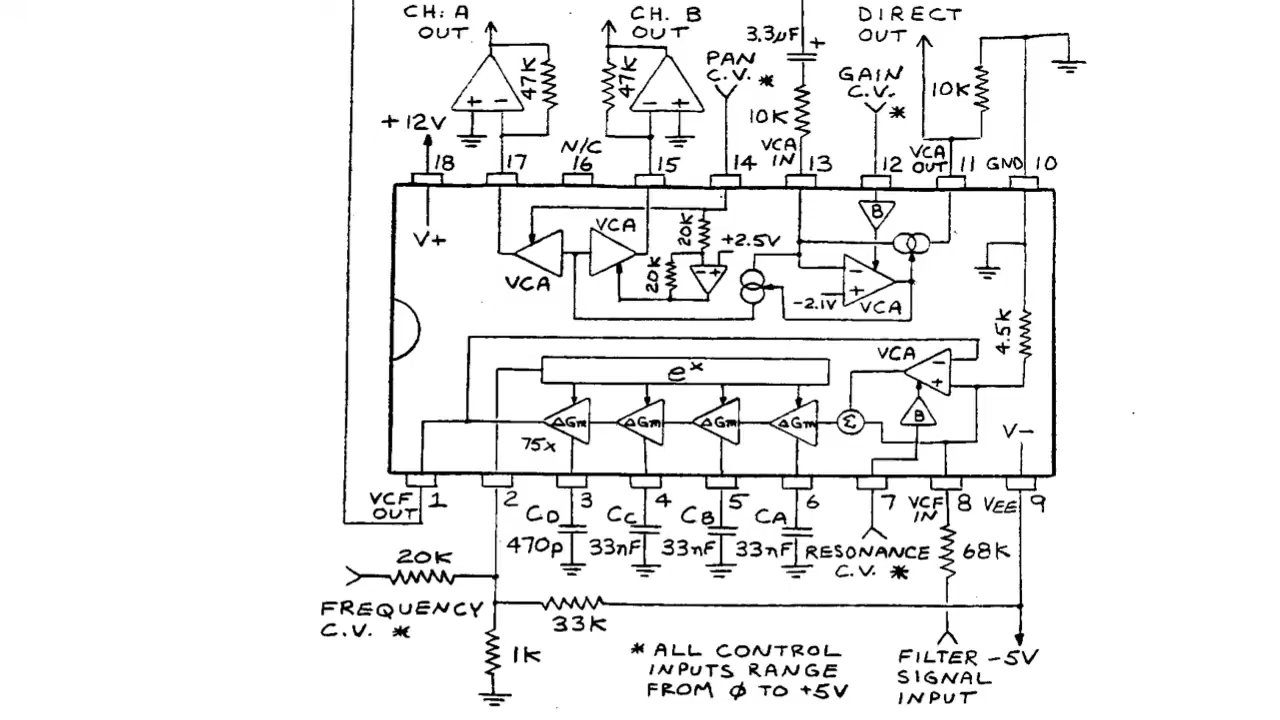 CH: A
OUT
CH. B
OUT
3.3µF +
DIRECT
OUT
PAN
C.V. *
GAIN
C.V. *
47K
47K
10K
10K
+ -
- +
+12V
N/C
VCA
IN
VCA
OUT
GND
18
17
16
15
14
13
12
11
10
V+
VCA
VCA
20K
20K
+2.5V
- +
B
-
+
-2.1V
VCA
4.5K
eˣ
VCA
-
+
B
Σ
ΔGm
ΔGm
ΔGm
ΔGm
75x
V-
VCF
OUT
1
2
3
4
5
6
7
VCF
IN
8
VEE
9
CD
CC
CB
CA
470p
33nF
33nF
33nF
RESONANCE
C.V. *
68K
20K
FREQUENCY
C.V. *
33K
1K
* ALL CONTROL
INPUTS RANGE
FROM Ø TO +5V
FILTER
SIGNAL
INPUT
-5V